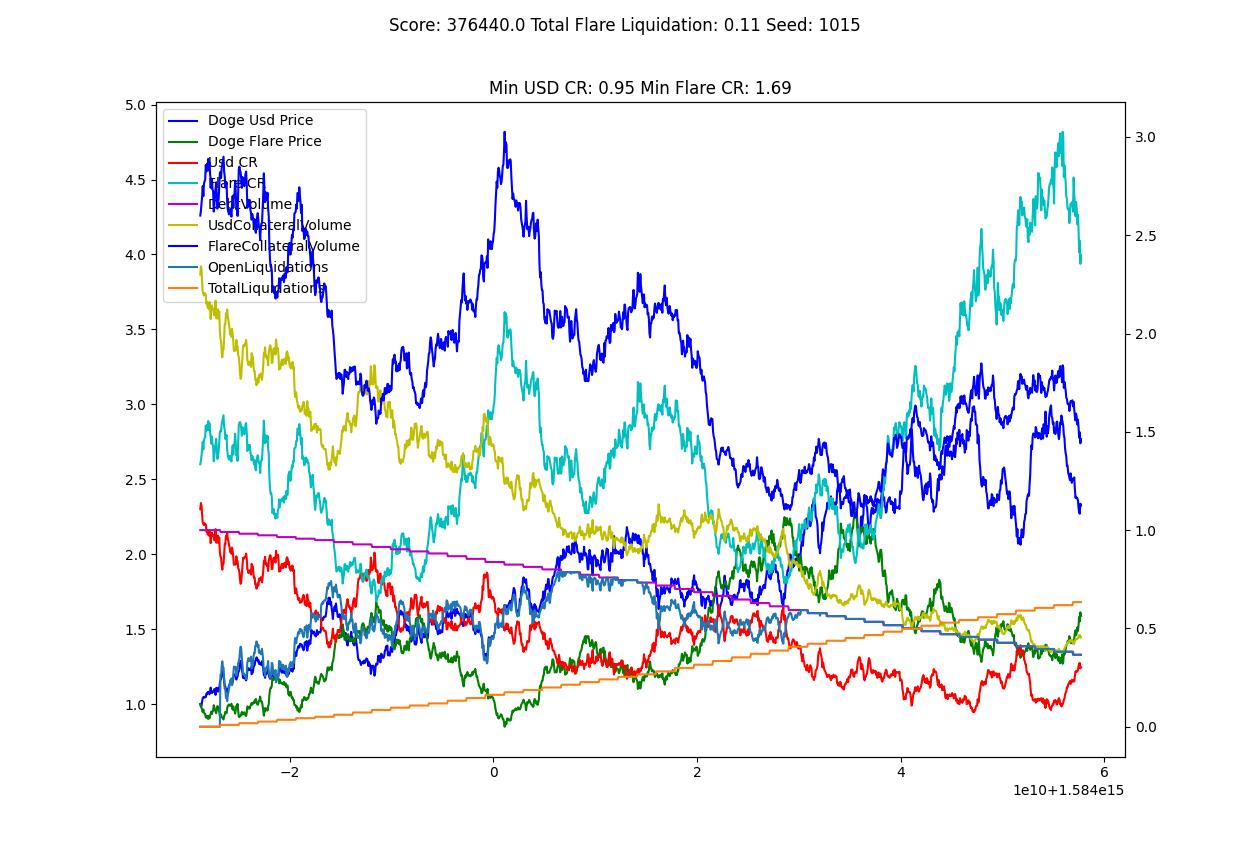 Score: 376440.0 Total Flare Liquidation: 0.11 Seed: 1015
Min USD CR: 0.95 Min Flare CR: 1.69
5.0
4.5
4.0
3.5
3.0
2.5
2.0
1.5
1.0
Doge Usd Price
Doge Flare Price
Usd CR
Flare CR
DebtVolume
UsdCollateralVolume
FlareCollateralVolume
OpenLiquidations
TotalLiquidations
3.0
2.5
2.0
1.5
1.0
0.5
0.0
−2
0
2
4
6
1e10+1.584e15